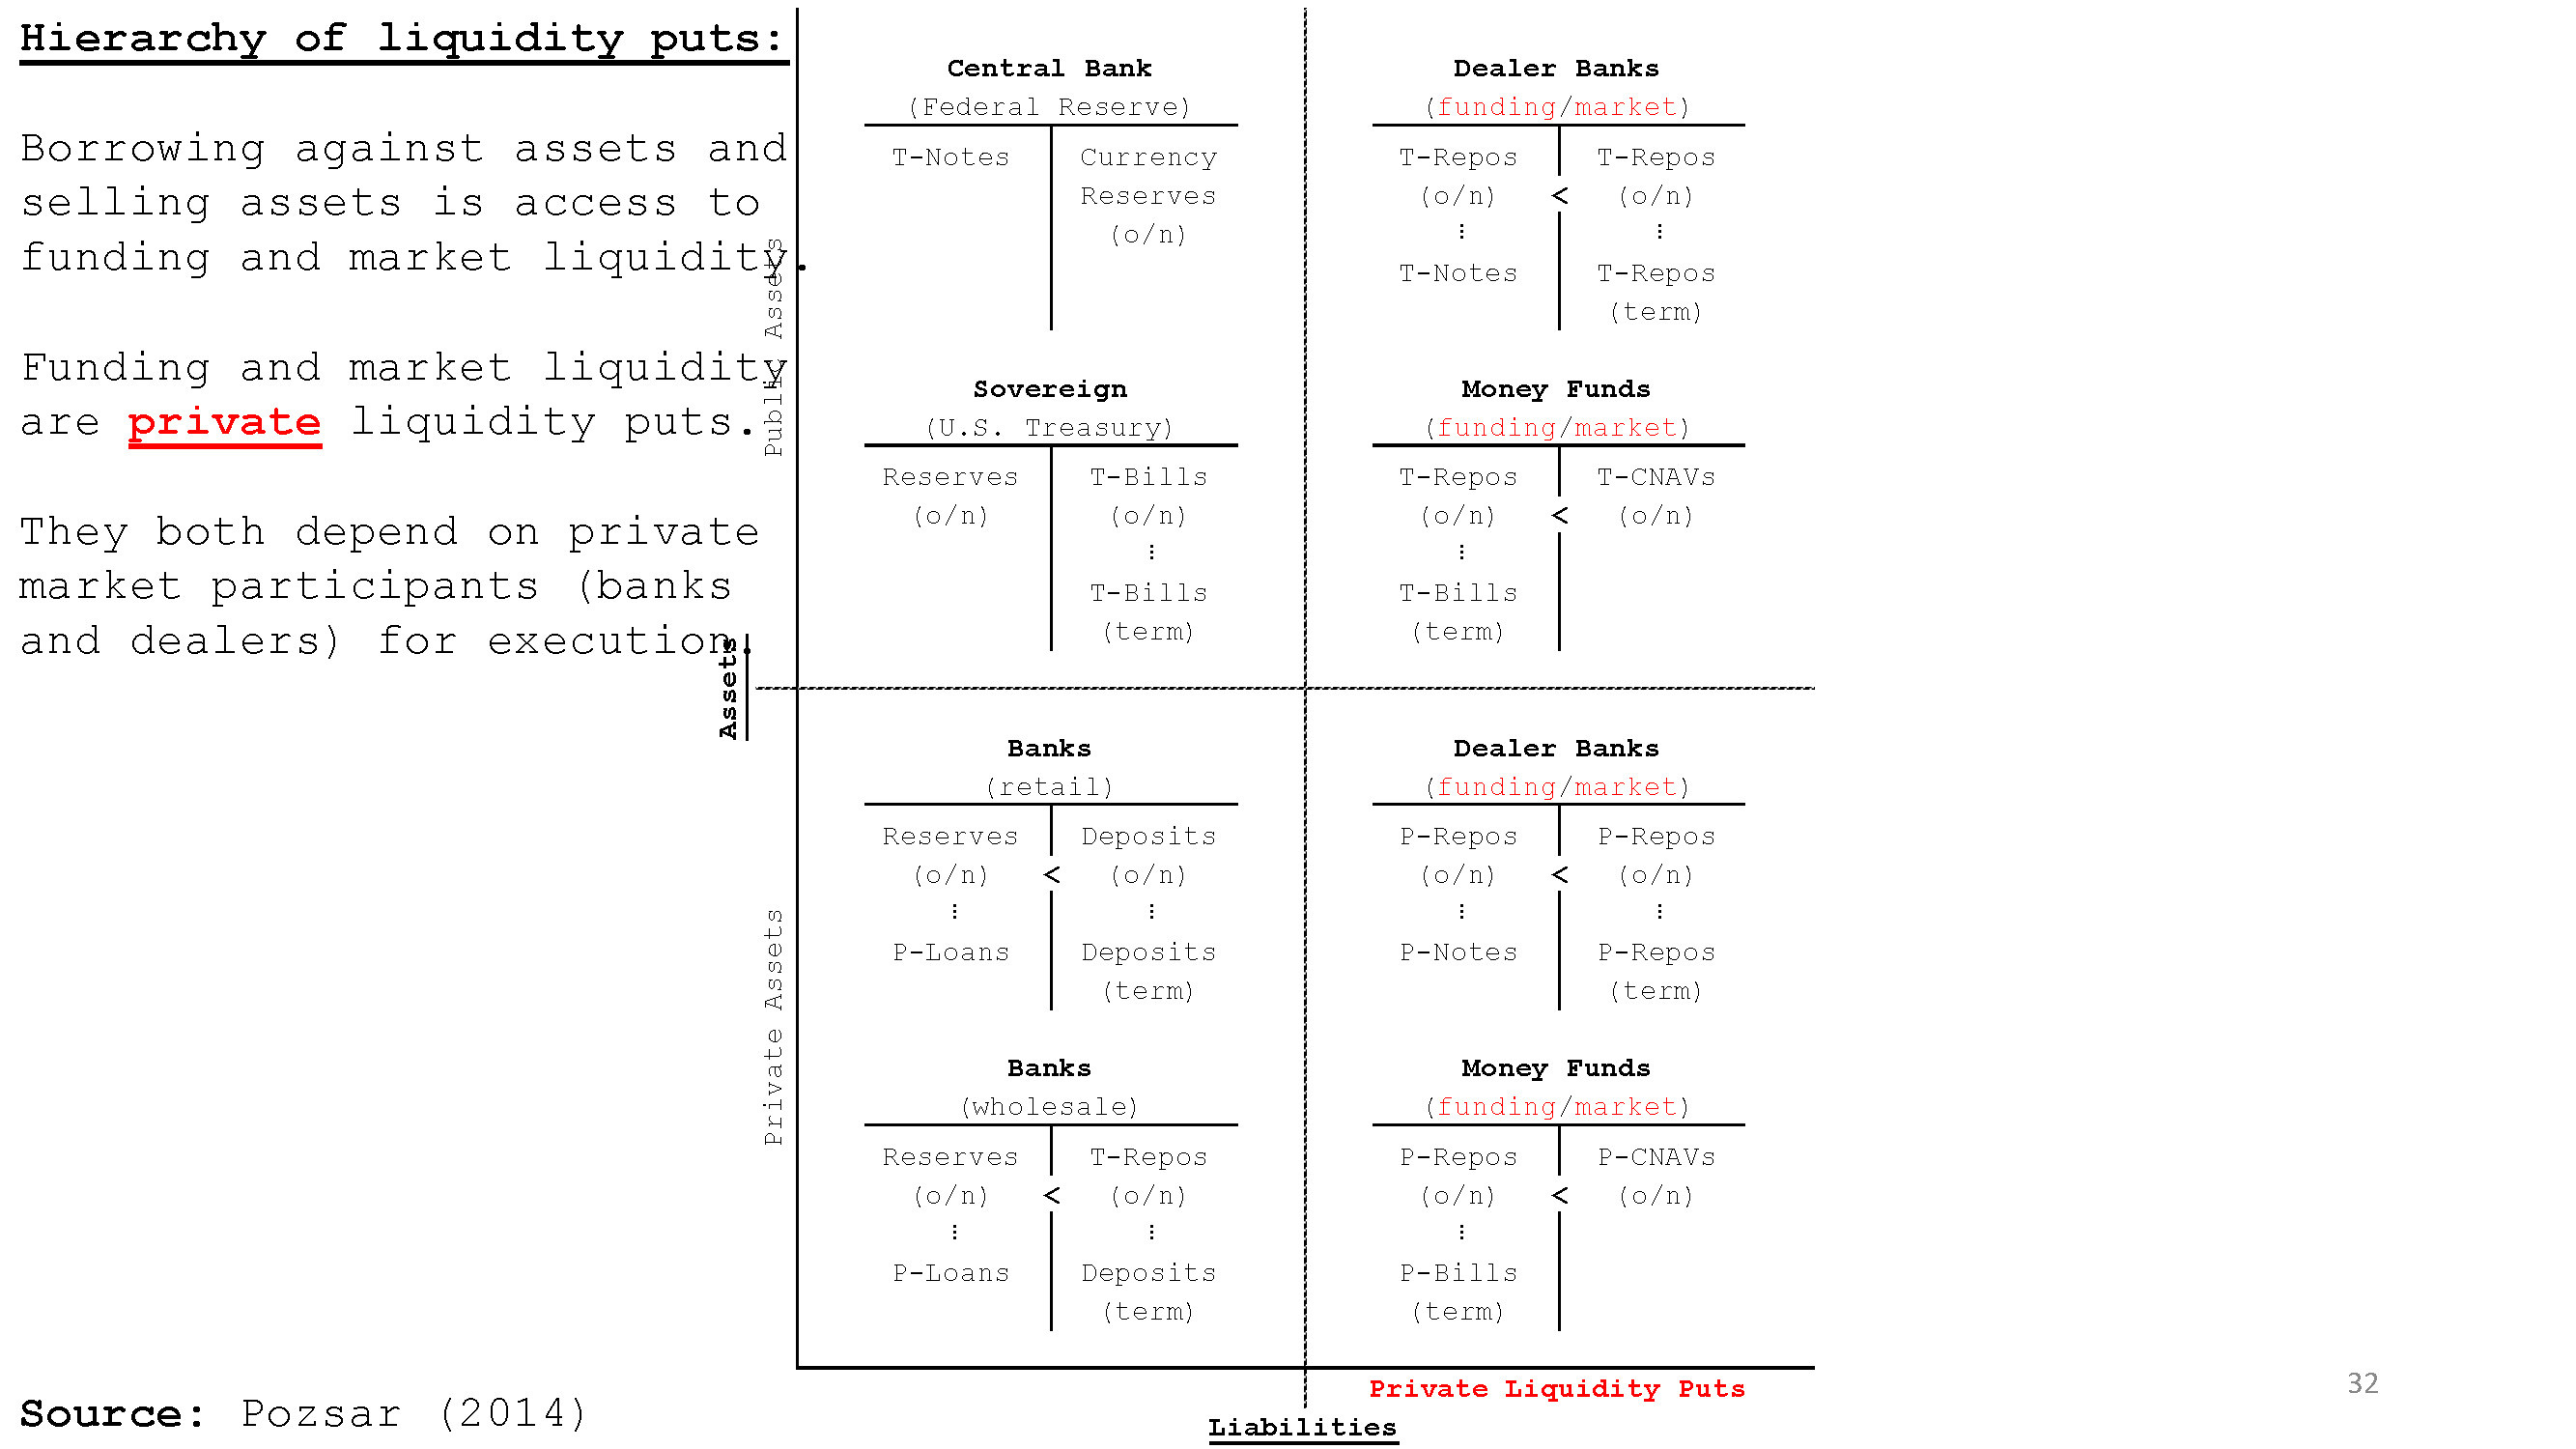 Hierarchy of liquidity puts:
Borrowing against assets and
selling assets is access to
funding and market liquidity.
Funding and market liquidity
are private liquidity puts.
They both depend on private
market participants (banks
and dealers) for execution.
Source: Pozsar (2014)
Assets
Public Assets
Private Assets
Central Bank
(Federal Reserve)
T-Notes Currency
Reserves
(o/n)
Dealer Banks
(funding/market)
T-Repos T-Repos
(o/n) < (o/n)
⋮ ⋮
T-Notes T-Repos
(term)
Sovereign
(U.S. Treasury)
Reserves T-Bills
(o/n) (o/n)
⋮
T-Bills
(term)
Money Funds
(funding/market)
T-Repos T-CNAVs
(o/n) < (o/n)
⋮
T-Bills
(term)
Banks
(retail)
Reserves Deposits
(o/n) < (o/n)
⋮ ⋮
P-Loans Deposits
(term)
Dealer Banks
(funding/market)
P-Repos P-Repos
(o/n) < (o/n)
⋮ ⋮
P-Notes P-Repos
(term)
Banks
(wholesale)
Reserves T-Repos
(o/n) < (o/n)
⋮ ⋮
P-Loans Deposits
(term)
Money Funds
(funding/market)
P-Repos P-CNAVs
(o/n) < (o/n)
⋮
P-Bills
(term)
Private Liquidity Puts
Liabilities
32